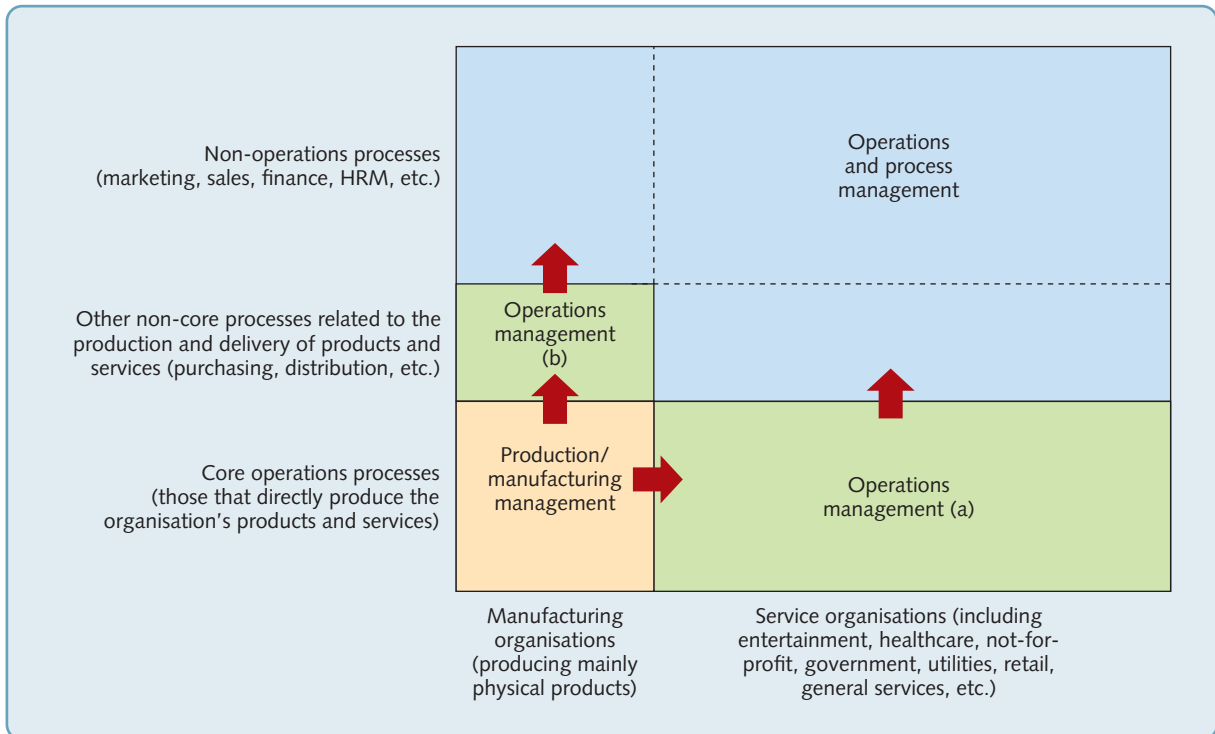 Non-operations processes
(marketing, sales, finance, HRM, etc.)
Operations
and process
management
Other non-core processes related to the
production and delivery of products and
services (purchasing, distribution, etc.)
Operations
management
(b)
Core operations processes
(those that directly produce the
organisation’s products and services)
Production/
manufacturing
management
Operations
management (a)
Manufacturing
organisations
(producing mainly
physical products)
Service organisations (including
entertainment, healthcare, not-for-
profit, government, utilities, retail,
general services, etc.)